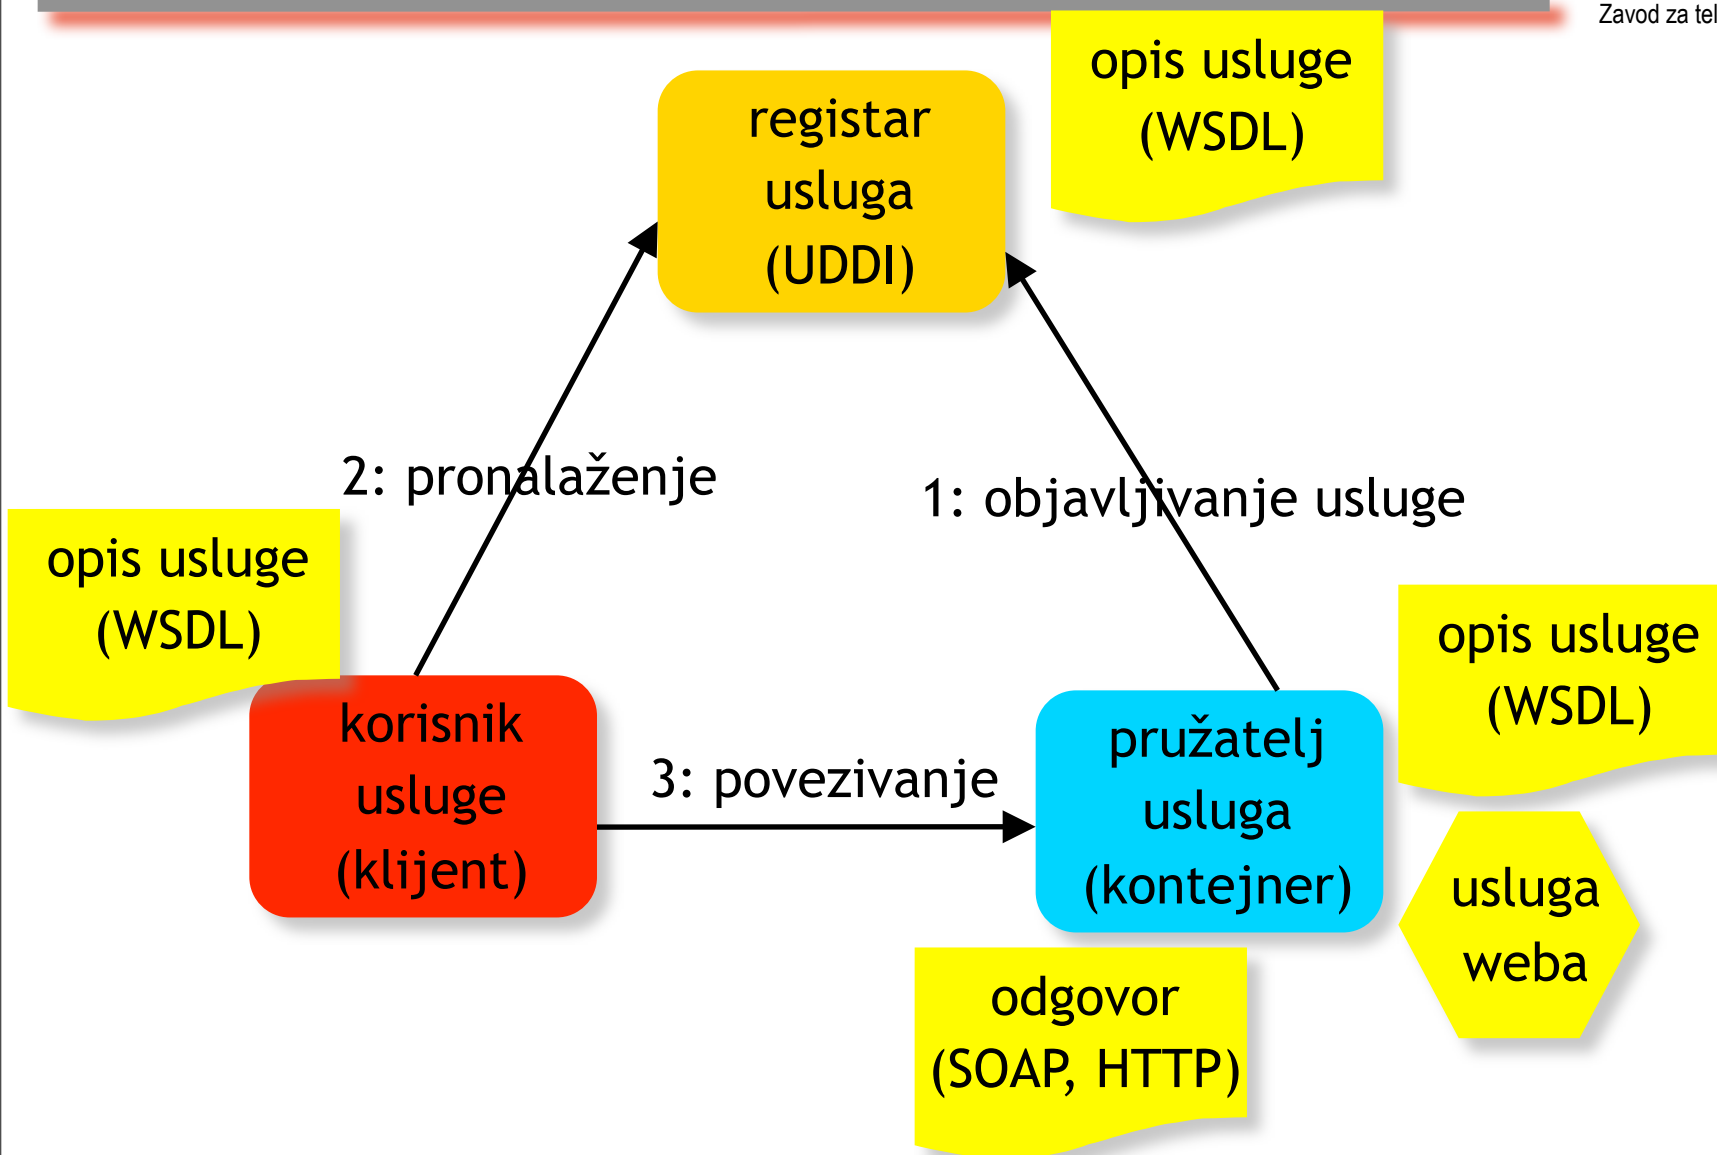 Zavod za tel
opis usluge
(WSDL)
registar
usluga
(UDDI)
2: pronalaženje
1: objavljivanje usluge
opis usluge
(WSDL)
opis usluge
(WSDL)
korisnik
usluge
(klijent)
3: povezivanje
pružatelj
usluga
(kontejner)
usluga
weba
odgovor
(SOAP, HTTP)